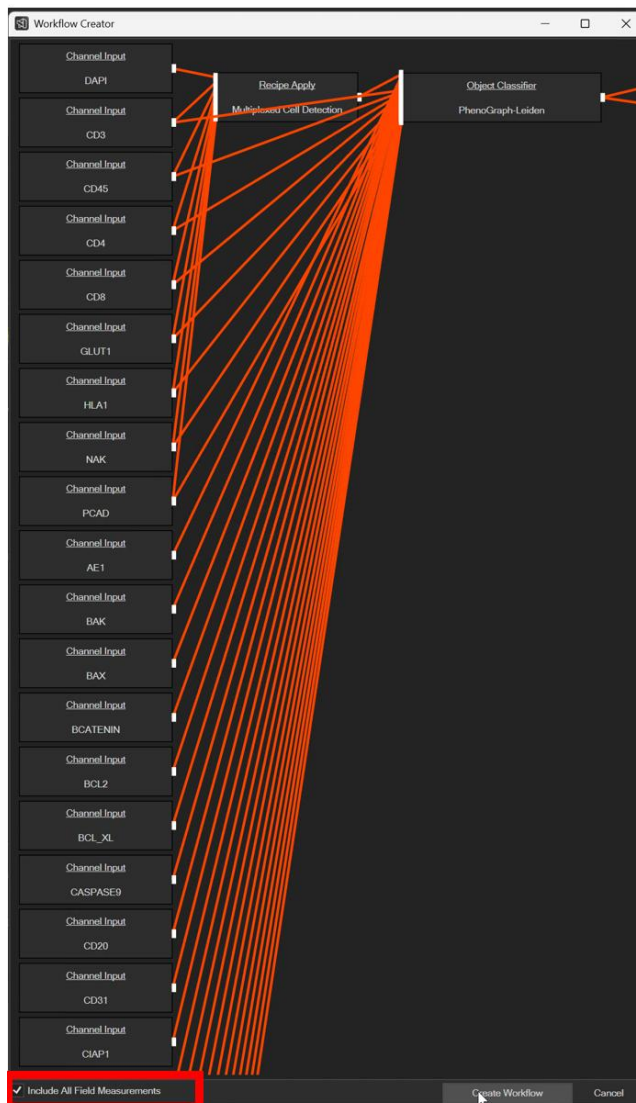 Workflow Creator
Channel Input
DAPI
Channel Input
CD3
Channel Input
CD45
Channel Input
CD4
Channel Input
CD8
Channel Input
GLUT1
Channel Input
HLA1
Channel Input
NAK
Channel Input
PCAD
Channel Input
AE1
Channel Input
BAK
Channel Input
BAX
Channel Input
BCATENIN
Channel Input
BCL2
Channel Input
BCL_XL
Channel Input
CASPASE9
Channel Input
CD20
Channel Input
CD31
Channel Input
CIAP1
Recipe Apply
Multiplexed Cell Detection
Object Classifier
PhenoGraph-Leiden
Include All Field Measurements
Create Workflow
Cancel